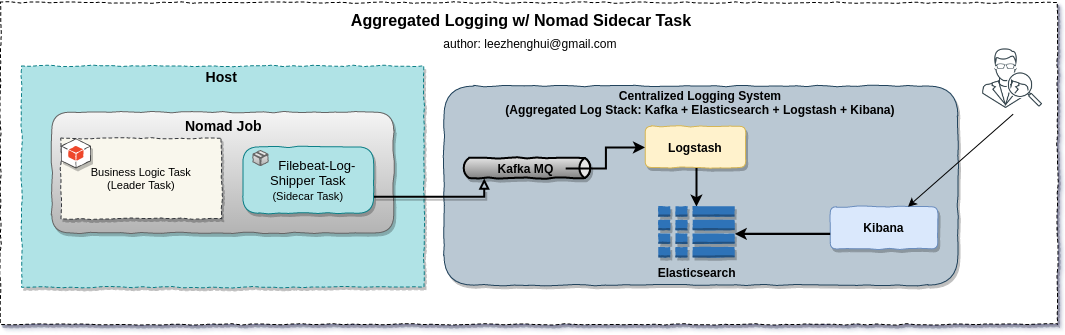 Aggregated Logging w/ Nomad Sidecar Task
author: leezhenghui@gmail.com
Host
Nomad Job
Business Logic Task
(Leader Task)
Filebeat-Log-
Shipper Task
(Sidecar Task)
Centralized Logging System
(Aggregated Log Stack: Kafka + Elasticsearch + Logstash + Kibana)
Kafka MQ
Logstash
Elasticsearch
Kibana